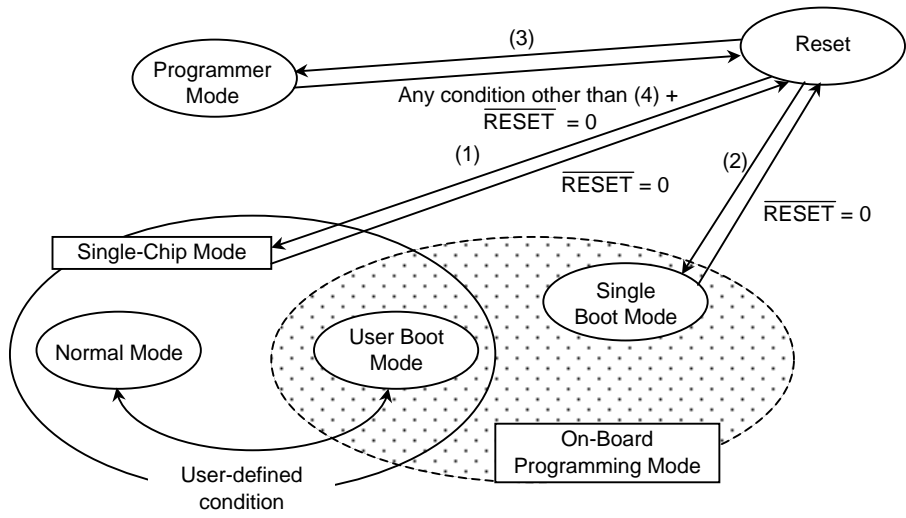 (3)
Reset
Programmer
Mode
Any condition other than (4) +
RESET = 0
(1)
(2)
RESET = 0
RESET = 0
Single-Chip Mode
Single
Boot Mode
Normal Mode
User Boot
Mode
On-Board
Programming Mode
User-defined
condition